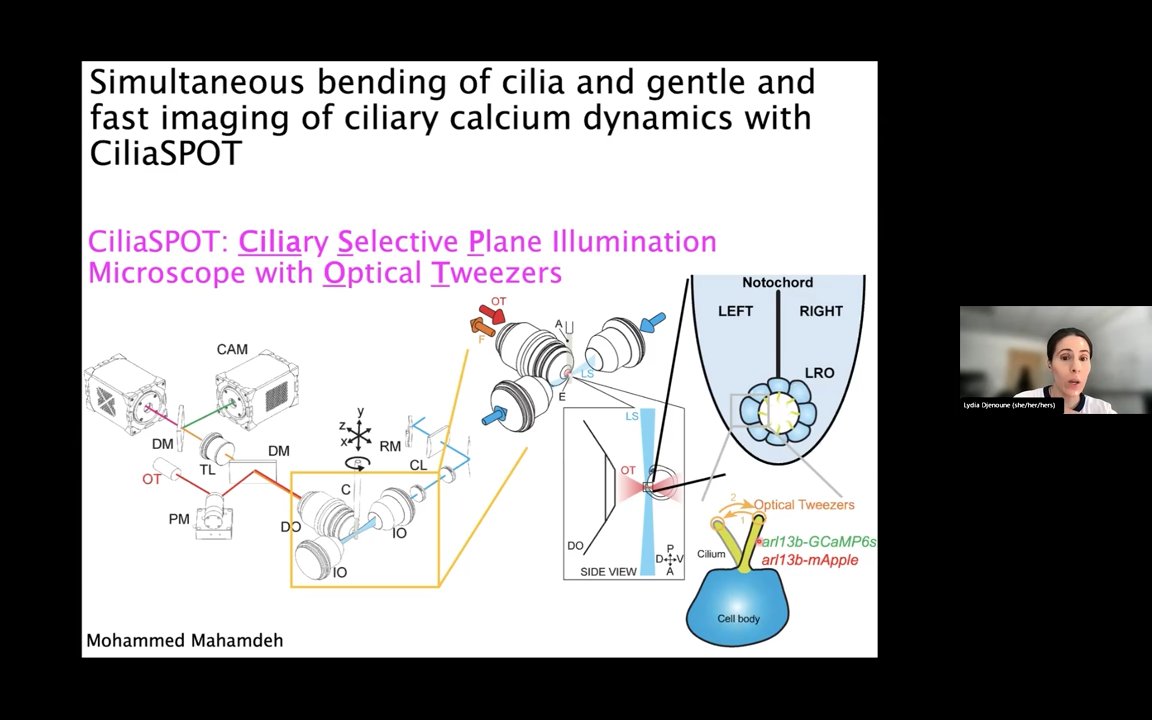 Simultaneous bending of cilia and gentle and
fast imaging of ciliary calcium dynamics with
CiliaSPOT
CiliaSPOT: Ciliary Selective Plane Illumination
Microscope with Optical Tweezers
CAM
DM
TL
DM
OT
PM
y
z
x
C
RM
CL
DO
IO
IO
OT
F
A
LS
E
LS
OT
DO
P
D V
A
SIDE VIEW
Notochord
LEFT
RIGHT
LRO
2
Optical Tweezers
1
Cilium
arl13b-GCaMP6s
arl13b-mApple
Cell body
Mohammed Mahamdeh
Lydia Djenoune (she/her/hers)